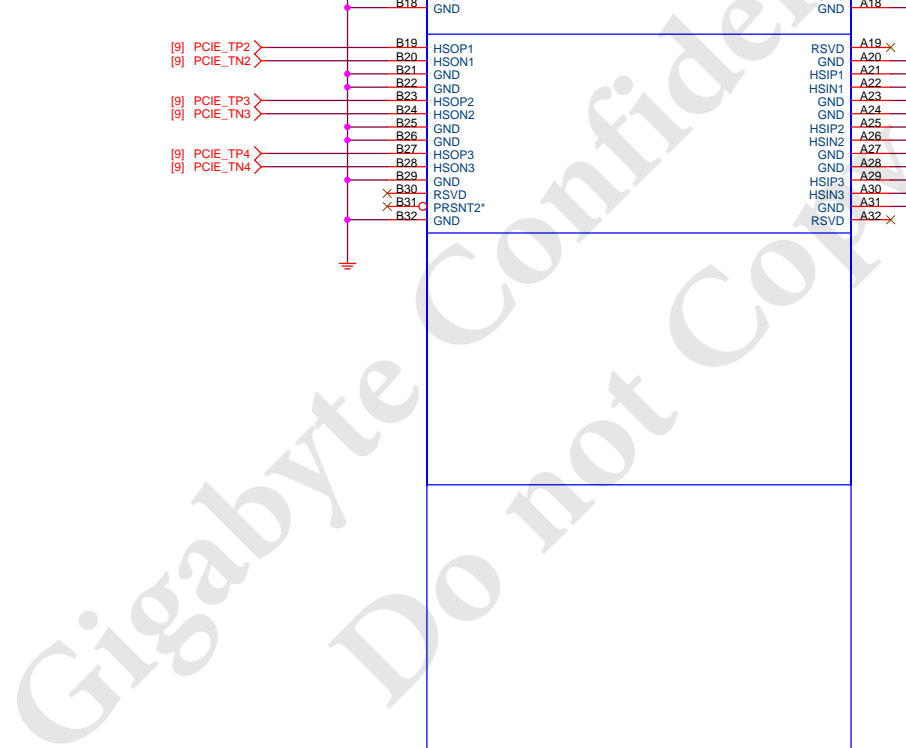 B18 GND GND A18
[9] PCIE_TP2 B19 HSOP1 RSVD A19
[9] PCIE_TN2 B20 HSON1 GND A20
B21 GND HSIP1 A21
B22 GND HSIN1 A22
[9] PCIE_TP3 B23 HSOP2 GND A23
[9] PCIE_TN3 B24 HSON2 GND A24
B25 GND HSIP2 A25
B26 GND HSIN2 A26
[9] PCIE_TP4 B27 HSOP3 GND A27
[9] PCIE_TN4 B28 HSON3 GND A28
B29 GND HSIP3 A29
B30 RSVD HSIN3 A30
B31 PRSNT2* GND A31
B32 GND RSVD A32
Gigabyte Confiden
Do not Copy